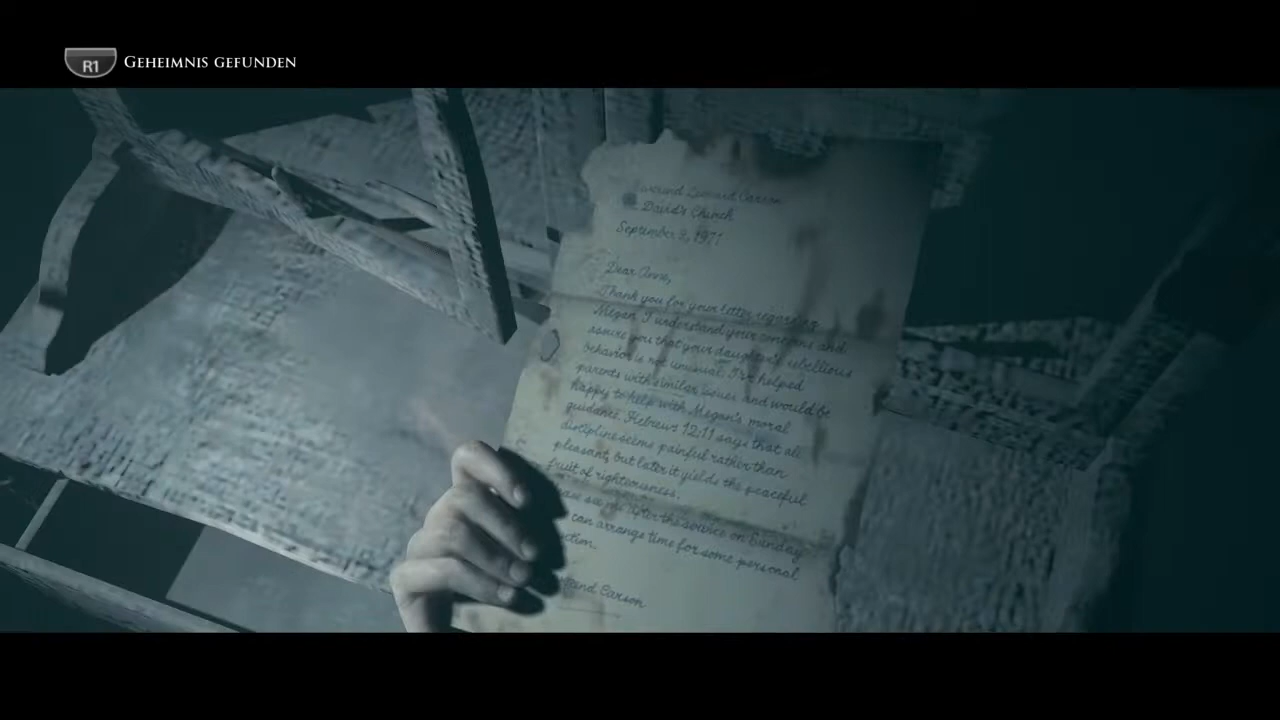 R1 GEHEIMNIS GEFUNDEN
Leonard Carson
David's Church
September 3, 1971
Dear Anne,
Thank you for your letter regarding
Megan. I understand your concerns and
assure you that your daughter's rebellious
behavior is not unusual. I've helped
parents with similar issues and would be
happy to help with Megan's moral
guidance. Hebrews 12:11 says that all
discipline seems painful rather than
pleasant, but later it yields the peaceful
fruit of righteousness.
see me after the service on Sunday
can arrange time for some personal
Carson